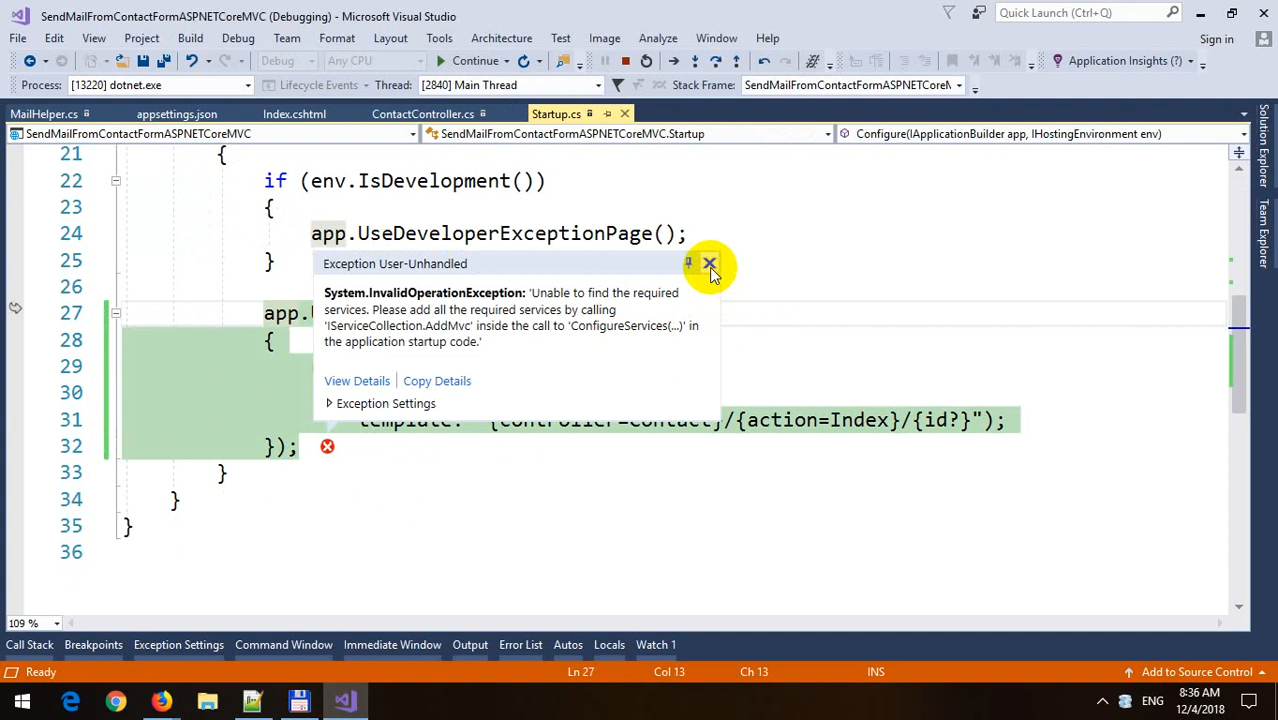 SendMailFromContactFormASPNETCoreMVC (Debugging) - Microsoft Visual Studio
Quick Launch (Ctrl+Q)
File Edit View Project Build Debug Team Format Layout Tools Architecture Test Image Analyze Window Help
Sign in
Debug Any CPU Continue Application Insights
Process: [13220] dotnet.exe Lifecycle Events Thread: [2840] Main Thread Stack Frame: SendMailFromContactFormASPNETCoreM
MailHelper.cs appsettings.json Index.cshtml ContactController.cs Startup.cs
SendMailFromContactFormASPNETCoreMVC SendMailFromContactFormASPNETCoreMVC.Startup Configure(IApplicationBuilder app, IHostingEnvironment env)
Solution Explorer
Team Explorer
21 {
22 if (env.IsDevelopment())
23 {
24 app.UseDeveloperExceptionPage();
25 }
26
27 app.
28 {
29
30
31 {action=Index}/{id?}");
32 });
33 }
34 }
35 }
36
Exception User-Unhandled
System.InvalidOperationException: 'Unable to find the required
services. Please add all the required services by calling
'IServiceCollection.AddMvc' inside the call to 'ConfigureServices(...)' in
the application startup code.'
View Details Copy Details
Exception Settings
109 %
Call Stack Breakpoints Exception Settings Command Window Immediate Window Output Error List Autos Locals Watch 1
Ready Ln 27 Col 13 Ch 13 INS Add to Source Control
ENG 8:36 AM
12/4/2018